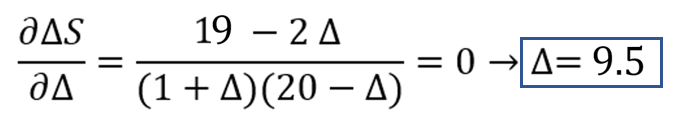 ∂ΔS/∂Δ = (19 − 2 Δ)/((1 + Δ)(20 − Δ)) = 0 → Δ= 9.5